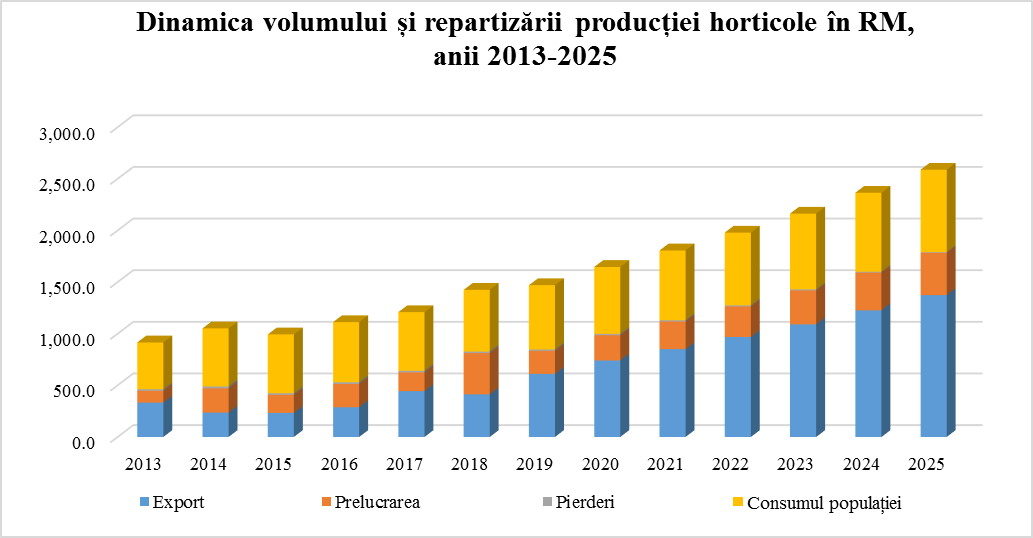 Dinamica volumului și repartizării producției horticole în RM,
anii 2013-2025
3,000.0
2,500.0
2,000.0
1,500.0
1,000.0
500.0
0.0
2013 2014 2015 2016 2017 2018 2019 2020 2021 2022 2023 2024 2025
Export Prelucrarea Pierderi Consumul populației